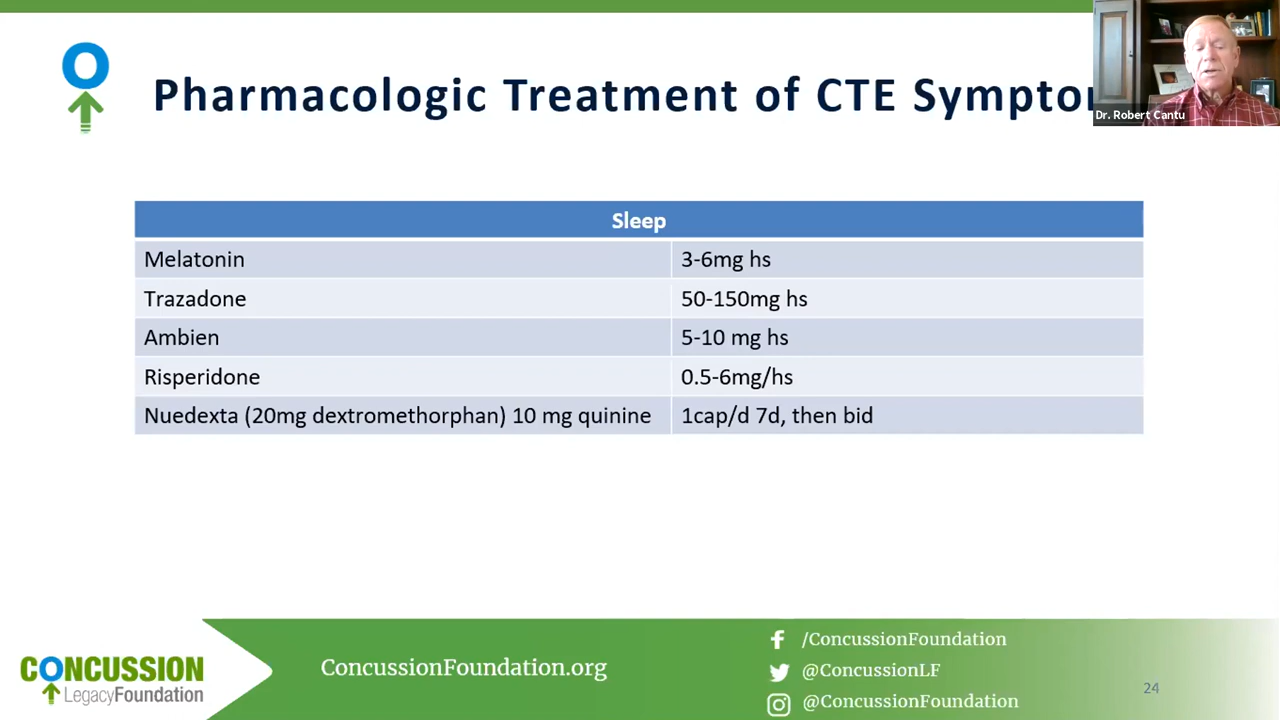 Pharmacologic Treatment of CTE Sympto
Dr. Robert Cantu
Sleep
Melatonin 3-6mg hs
Trazadone 50-150mg hs
Ambien 5-10 mg hs
Risperidone 0.5-6mg/hs
Nuedexta (20mg dextromethorphan) 10 mg quinine 1cap/d 7d, then bid
CONCUSSION
LegacyFoundation
ConcussionFoundation.org
/ConcussionFoundation
@ConcussionLF
@ConcussionFoundation
24